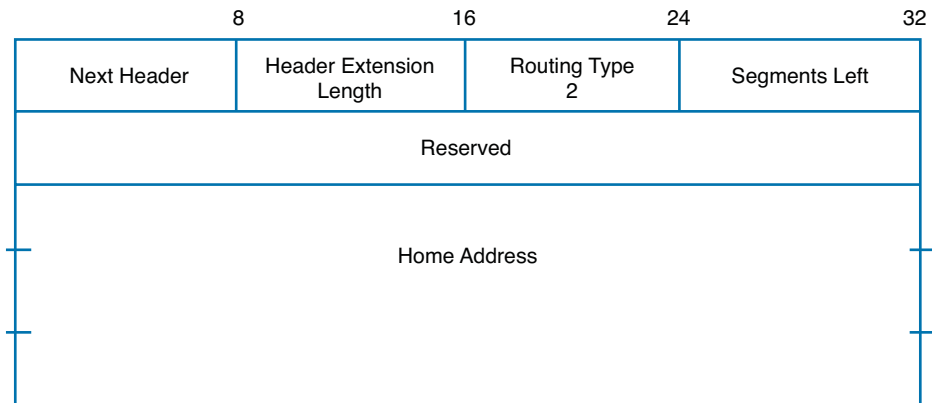 8 16 24 32
Next Header
Header Extension
Length
Routing Type
2
Segments Left
Reserved
Home Address